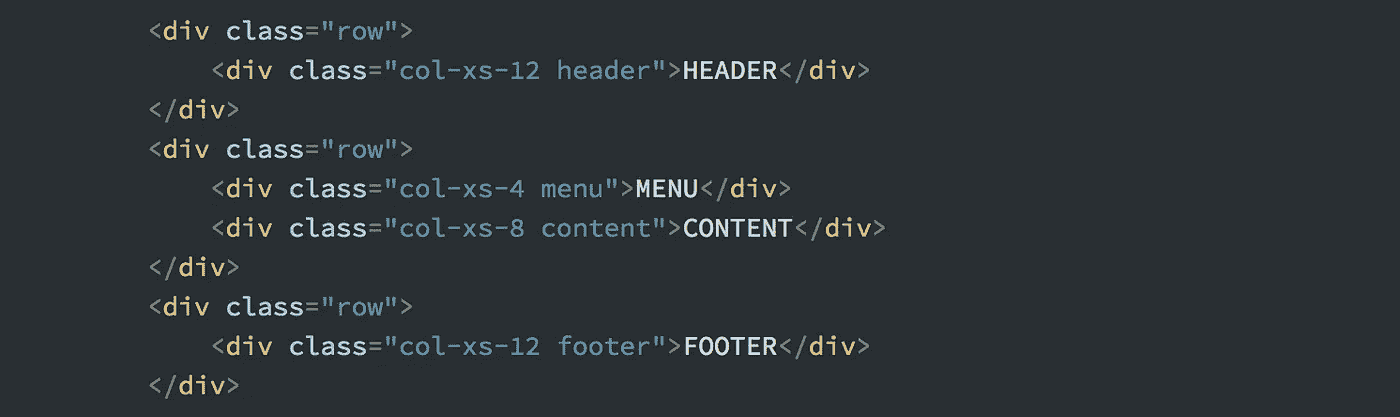 <div class="row">
    <div class="col-xs-12 header">HEADER</div>
</div>
<div class="row">
    <div class="col-xs-4 menu">MENU</div>
    <div class="col-xs-8 content">CONTENT</div>
</div>
<div class="row">
    <div class="col-xs-12 footer">FOOTER</div>
</div>